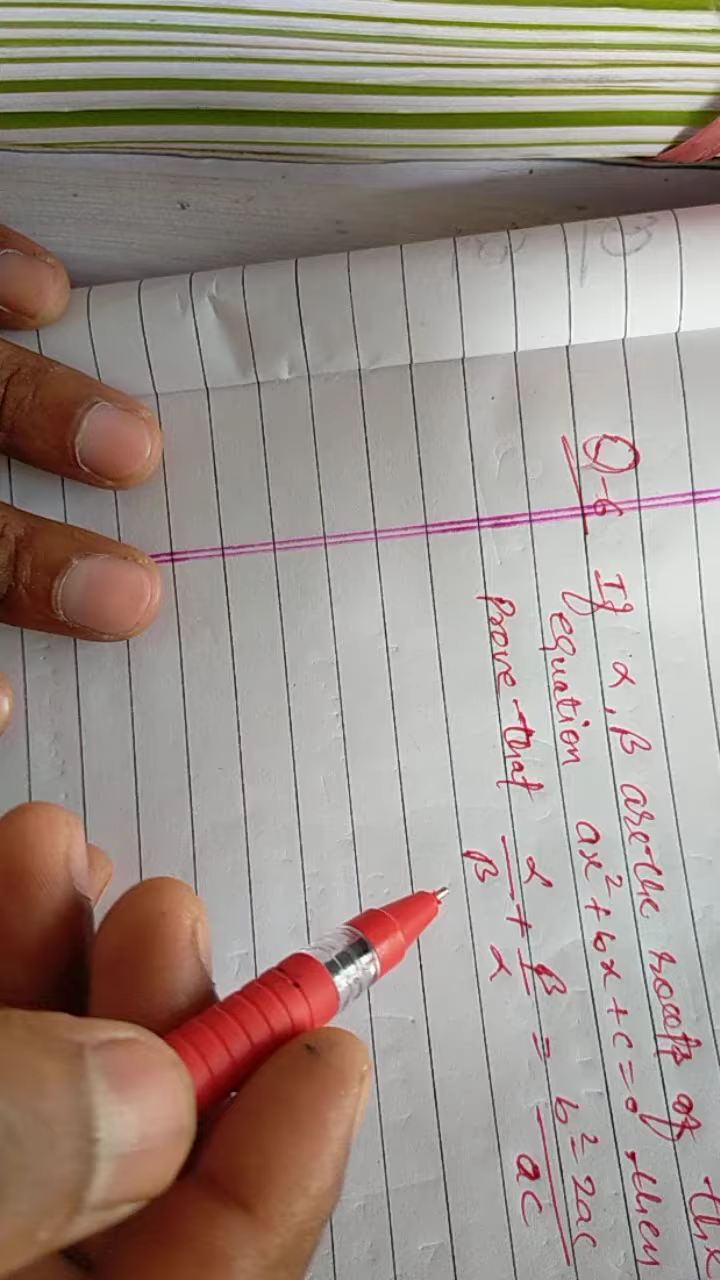 Q-6 If α, β are the roots of the
equation ax²+bx+c=0 then
Prove that α/β + β/α = b²-2ac/ac